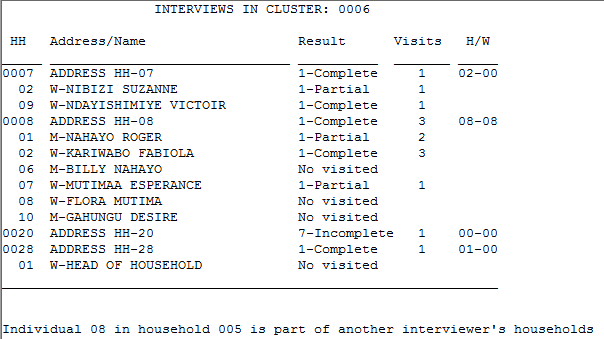 INTERVIEWS IN CLUSTER: 0006
HH Address/Name Result Visits H/W
0007 ADDRESS HH-07 1-Complete 1 02-00
02 W-NIBIZI SUZANNE 1-Partial 1
09 W-NDAYISHIMIYE VICTOIR 1-Complete 1
0008 ADDRESS HH-08 1-Complete 3 08-08
01 M-NAHAYO ROGER 1-Partial 2
02 W-KARIWABO FABIOLA 1-Complete 3
06 M-BILLY NAHAYO No visited
07 W-MUTIMAA ESPERANCE 1-Partial 1
08 W-FLORA MUTIMA No visited
10 M-GAHUNGU DESIRE No visited
0020 ADDRESS HH-20 7-Incomplete 1 00-00
0028 ADDRESS HH-28 1-Complete 1 01-00
01 W-HEAD OF HOUSEHOLD No visited
Individual 08 in household 005 is part of another interviewer's households